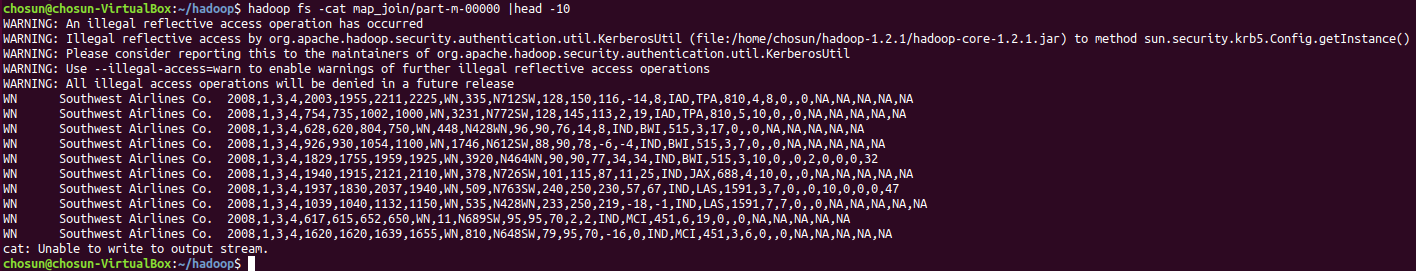 chosun@chosun-VirtualBox:~/hadoop$ hadoop fs -cat map_join/part-m-00000 |head -10
WARNING: An illegal reflective access operation has occurred
WARNING: Illegal reflective access by org.apache.hadoop.security.authentication.util.KerberosUtil (file:/home/chosun/hadoop-1.2.1/hadoop-core-1.2.1.jar) to method sun.security.krb5.Config.getInstance()
WARNING: Please consider reporting this to the maintainers of org.apache.hadoop.security.authentication.util.KerberosUtil
WARNING: Use --illegal-access=warn to enable warnings of further illegal reflective access operations
WARNING: All illegal access operations will be denied in a future release
WN Southwest Airlines Co. 2008,1,3,4,2003,1955,2211,2225,WN,335,N712SW,128,150,116,-14,8,IAD,TPA,810,4,8,0,,0,NA,NA,NA,NA,NA
WN Southwest Airlines Co. 2008,1,3,4,754,735,1002,1000,WN,3231,N772SW,128,145,113,2,19,IAD,TPA,810,5,10,0,,0,NA,NA,NA,NA,NA
WN Southwest Airlines Co. 2008,1,3,4,628,620,804,750,WN,448,N428WN,96,90,76,14,8,IND,BWI,515,3,17,0,,0,NA,NA,NA,NA,NA
WN Southwest Airlines Co. 2008,1,3,4,926,930,1054,1100,WN,1746,N612SW,88,90,78,-6,-4,IND,BWI,515,3,7,0,,0,NA,NA,NA,NA,NA
WN Southwest Airlines Co. 2008,1,3,4,1829,1755,1959,1925,WN,3920,N464WN,90,90,77,34,34,IND,BWI,515,3,10,0,,0,2,0,0,0,32
WN Southwest Airlines Co. 2008,1,3,4,1940,1915,2121,2110,WN,378,N726SW,101,115,87,11,25,IND,JAX,688,4,10,0,,0,NA,NA,NA,NA,NA
WN Southwest Airlines Co. 2008,1,3,4,1937,1830,2037,1940,WN,509,N763SW,240,250,230,57,67,IND,LAS,1591,3,7,0,,0,10,0,0,0,47
WN Southwest Airlines Co. 2008,1,3,4,1039,1040,1132,1150,WN,535,N428WN,233,250,219,-18,-1,IND,LAS,1591,7,7,0,,0,NA,NA,NA,NA,NA
WN Southwest Airlines Co. 2008,1,3,4,617,615,652,650,WN,11,N689SW,95,95,70,2,2,IND,MCI,451,6,19,0,,0,NA,NA,NA,NA,NA
WN Southwest Airlines Co. 2008,1,3,4,1620,1620,1639,1655,WN,810,N648SW,79,95,70,-16,0,IND,MCI,451,3,6,0,,0,NA,NA,NA,NA,NA
cat: Unable to write to output stream.
chosun@chosun-VirtualBox:~/hadoop$